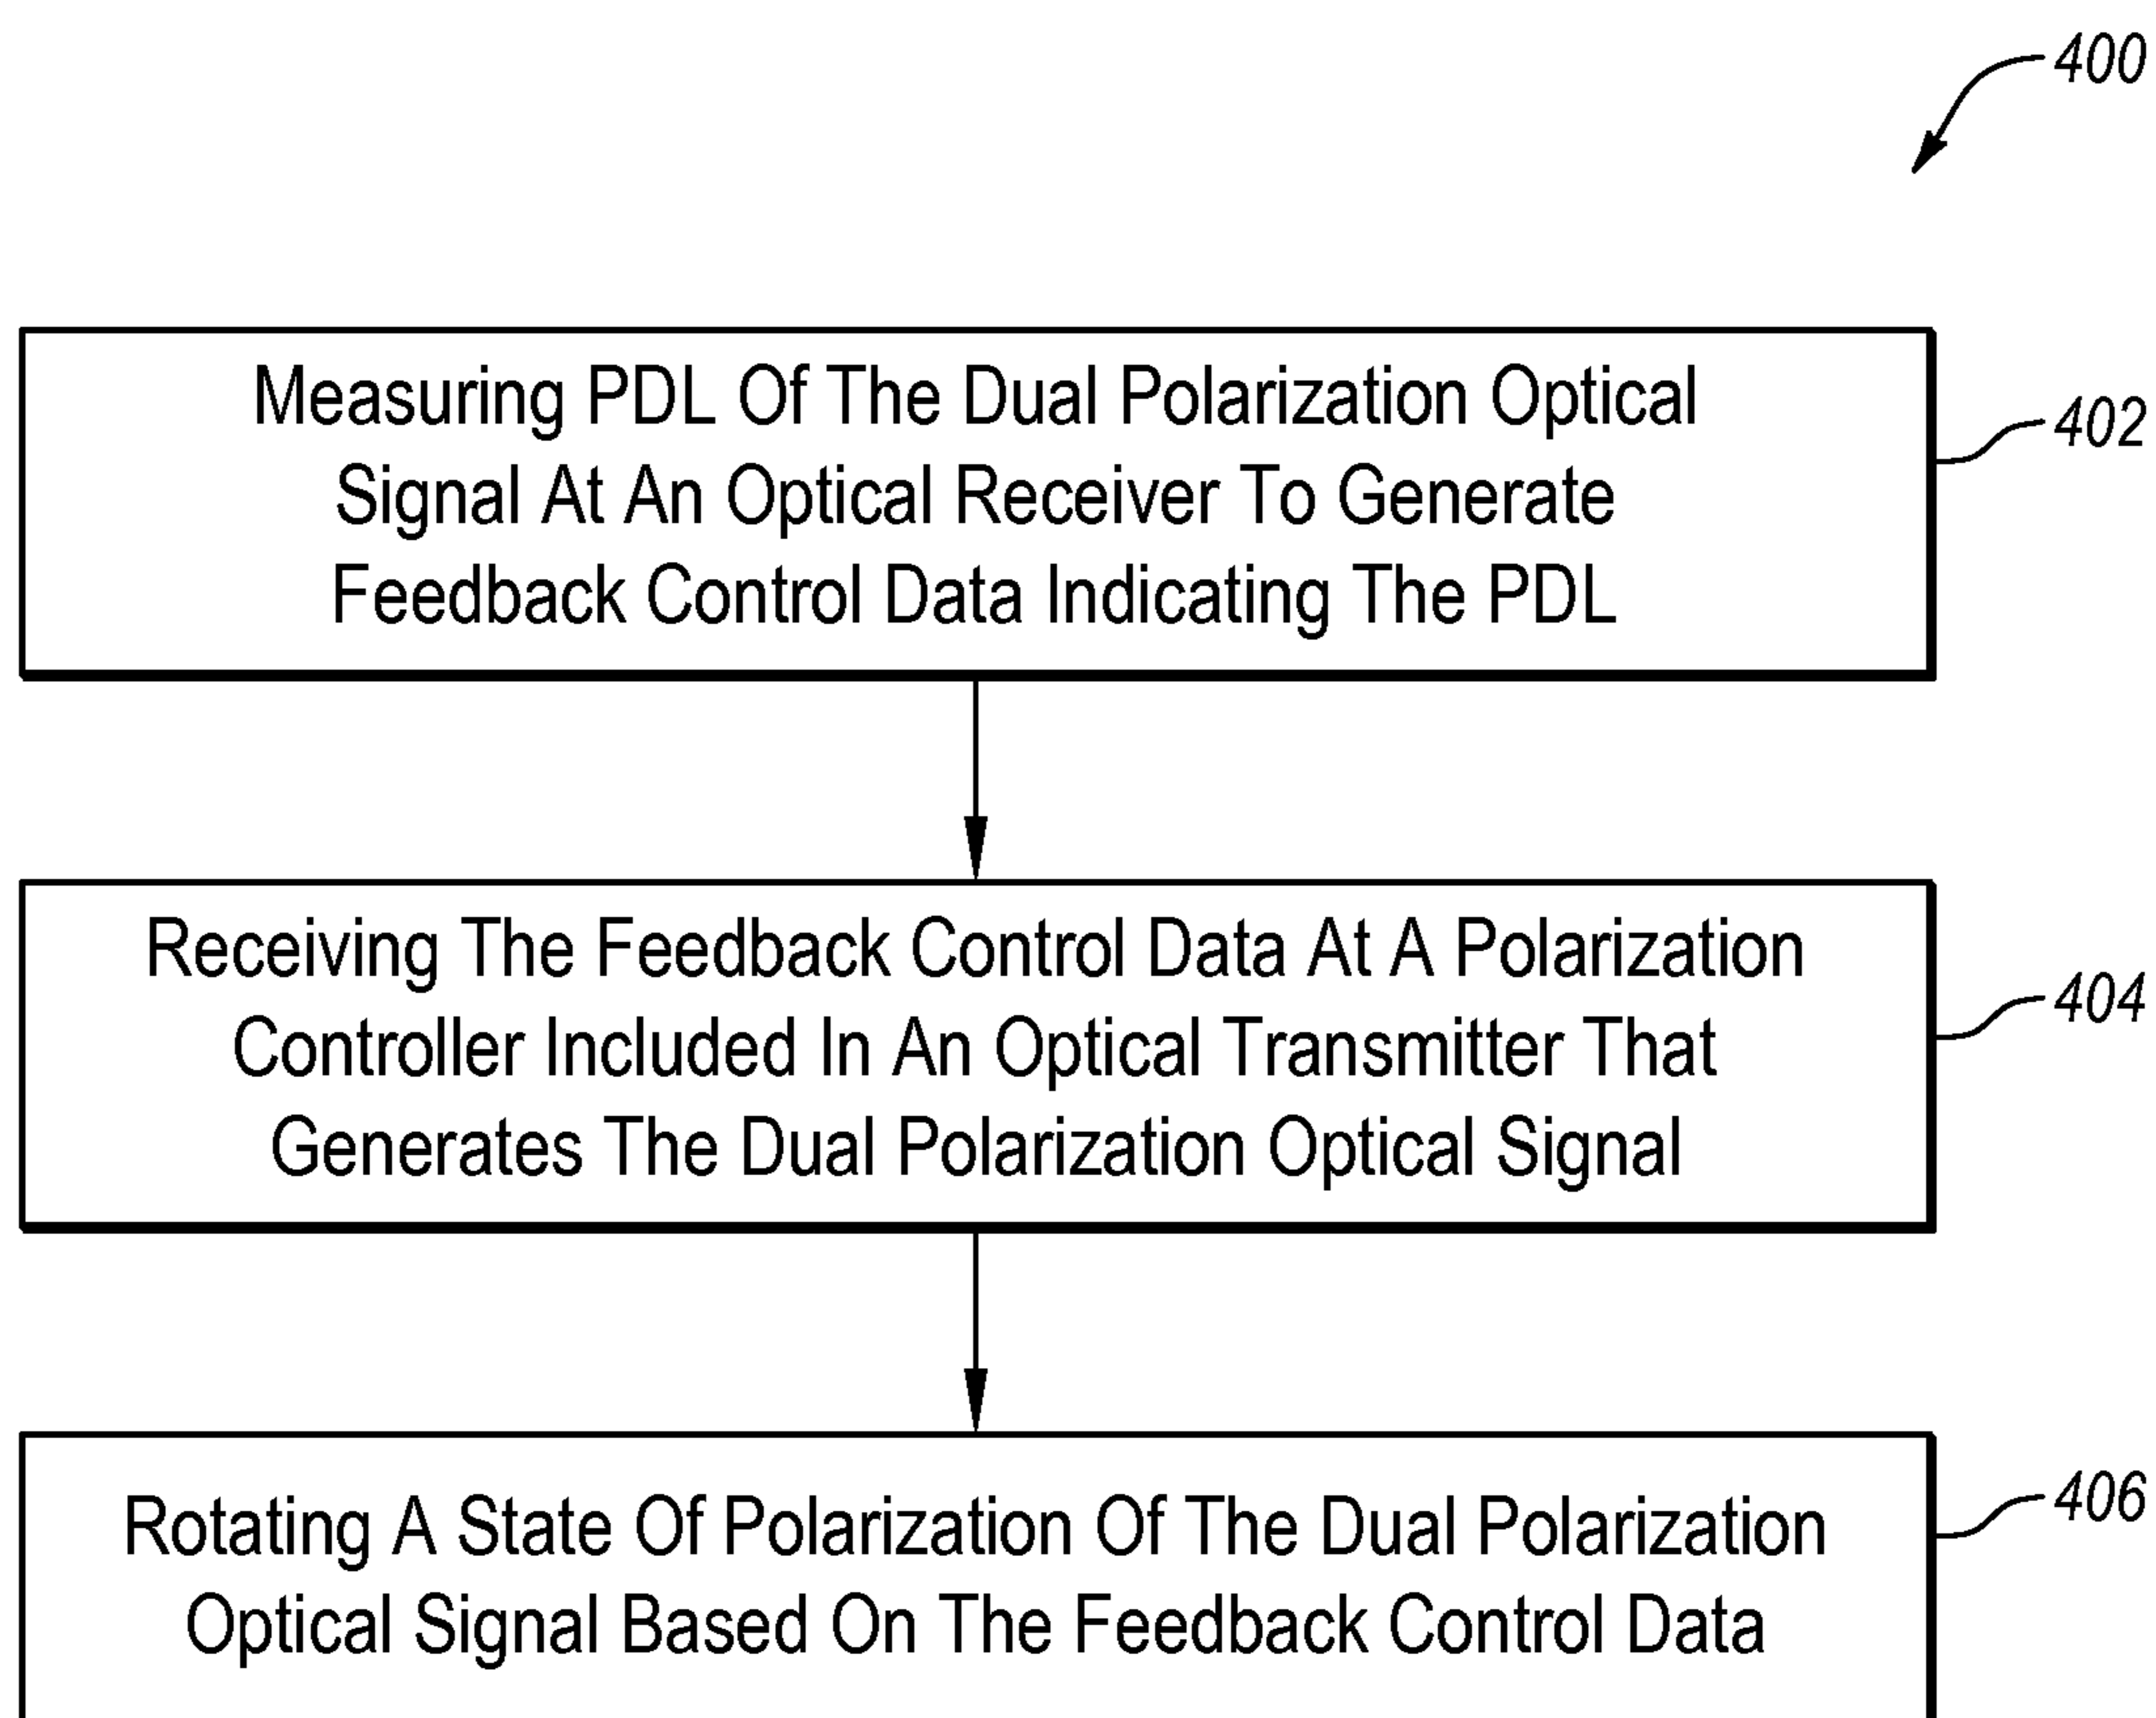 400
Measuring PDL Of The Dual Polarization Optical
Signal At An Optical Receiver To Generate
Feedback Control Data Indicating The PDL
402
Receiving The Feedback Control Data At A Polarization
Controller Included In An Optical Transmitter That
Generates The Dual Polarization Optical Signal
404
Rotating A State Of Polarization Of The Dual Polarization
Optical Signal Based On The Feedback Control Data
406